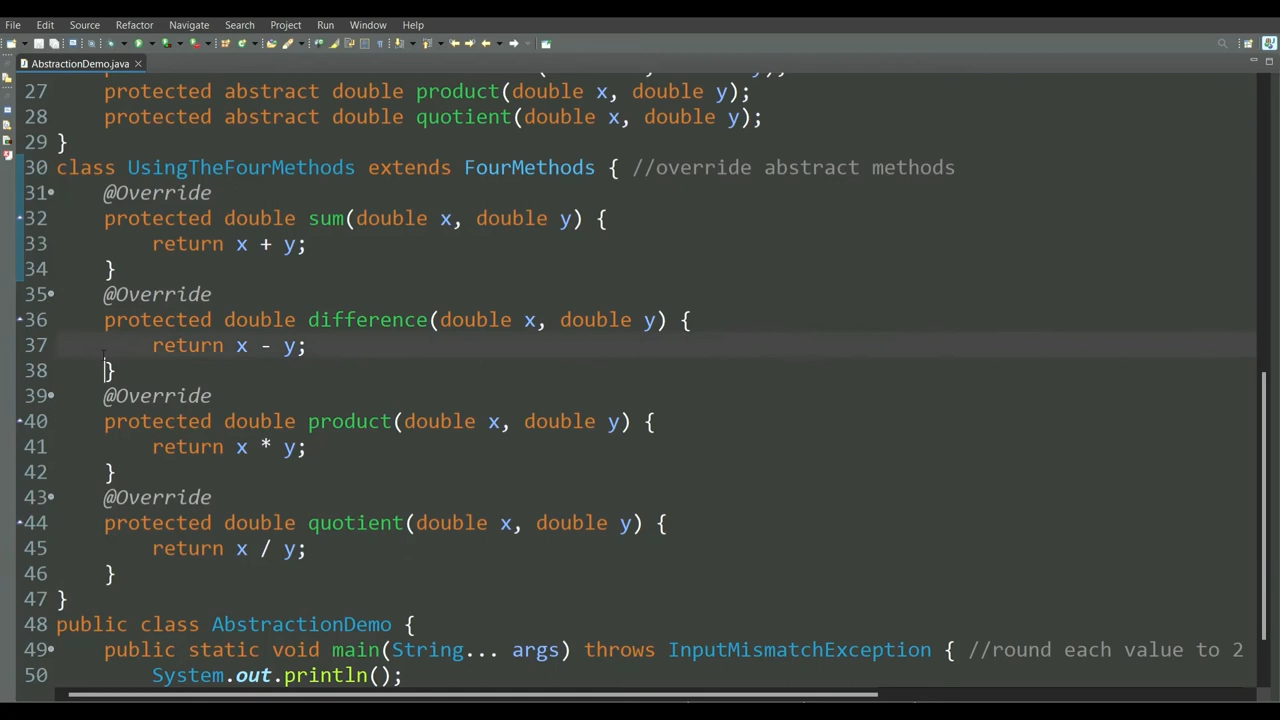 File Edit Source Refactor Navigate Search Project Run Window Help
AbstractionDemo.java
27 protected abstract double product(double x, double y);
28 protected abstract double quotient(double x, double y);
29 }
30 class UsingTheFourMethods extends FourMethods { //override abstract methods
31 @Override
32 protected double sum(double x, double y) {
33 return x + y;
34 }
35 @Override
36 protected double difference(double x, double y) {
37 return x - y;
38 }
39 @Override
40 protected double product(double x, double y) {
41 return x * y;
42 }
43 @Override
44 protected double quotient(double x, double y) {
45 return x / y;
46 }
47 }
48 public class AbstractionDemo {
49 public static void main(String... args) throws InputMismatchException { //round each value to 2
50 System.out.println();